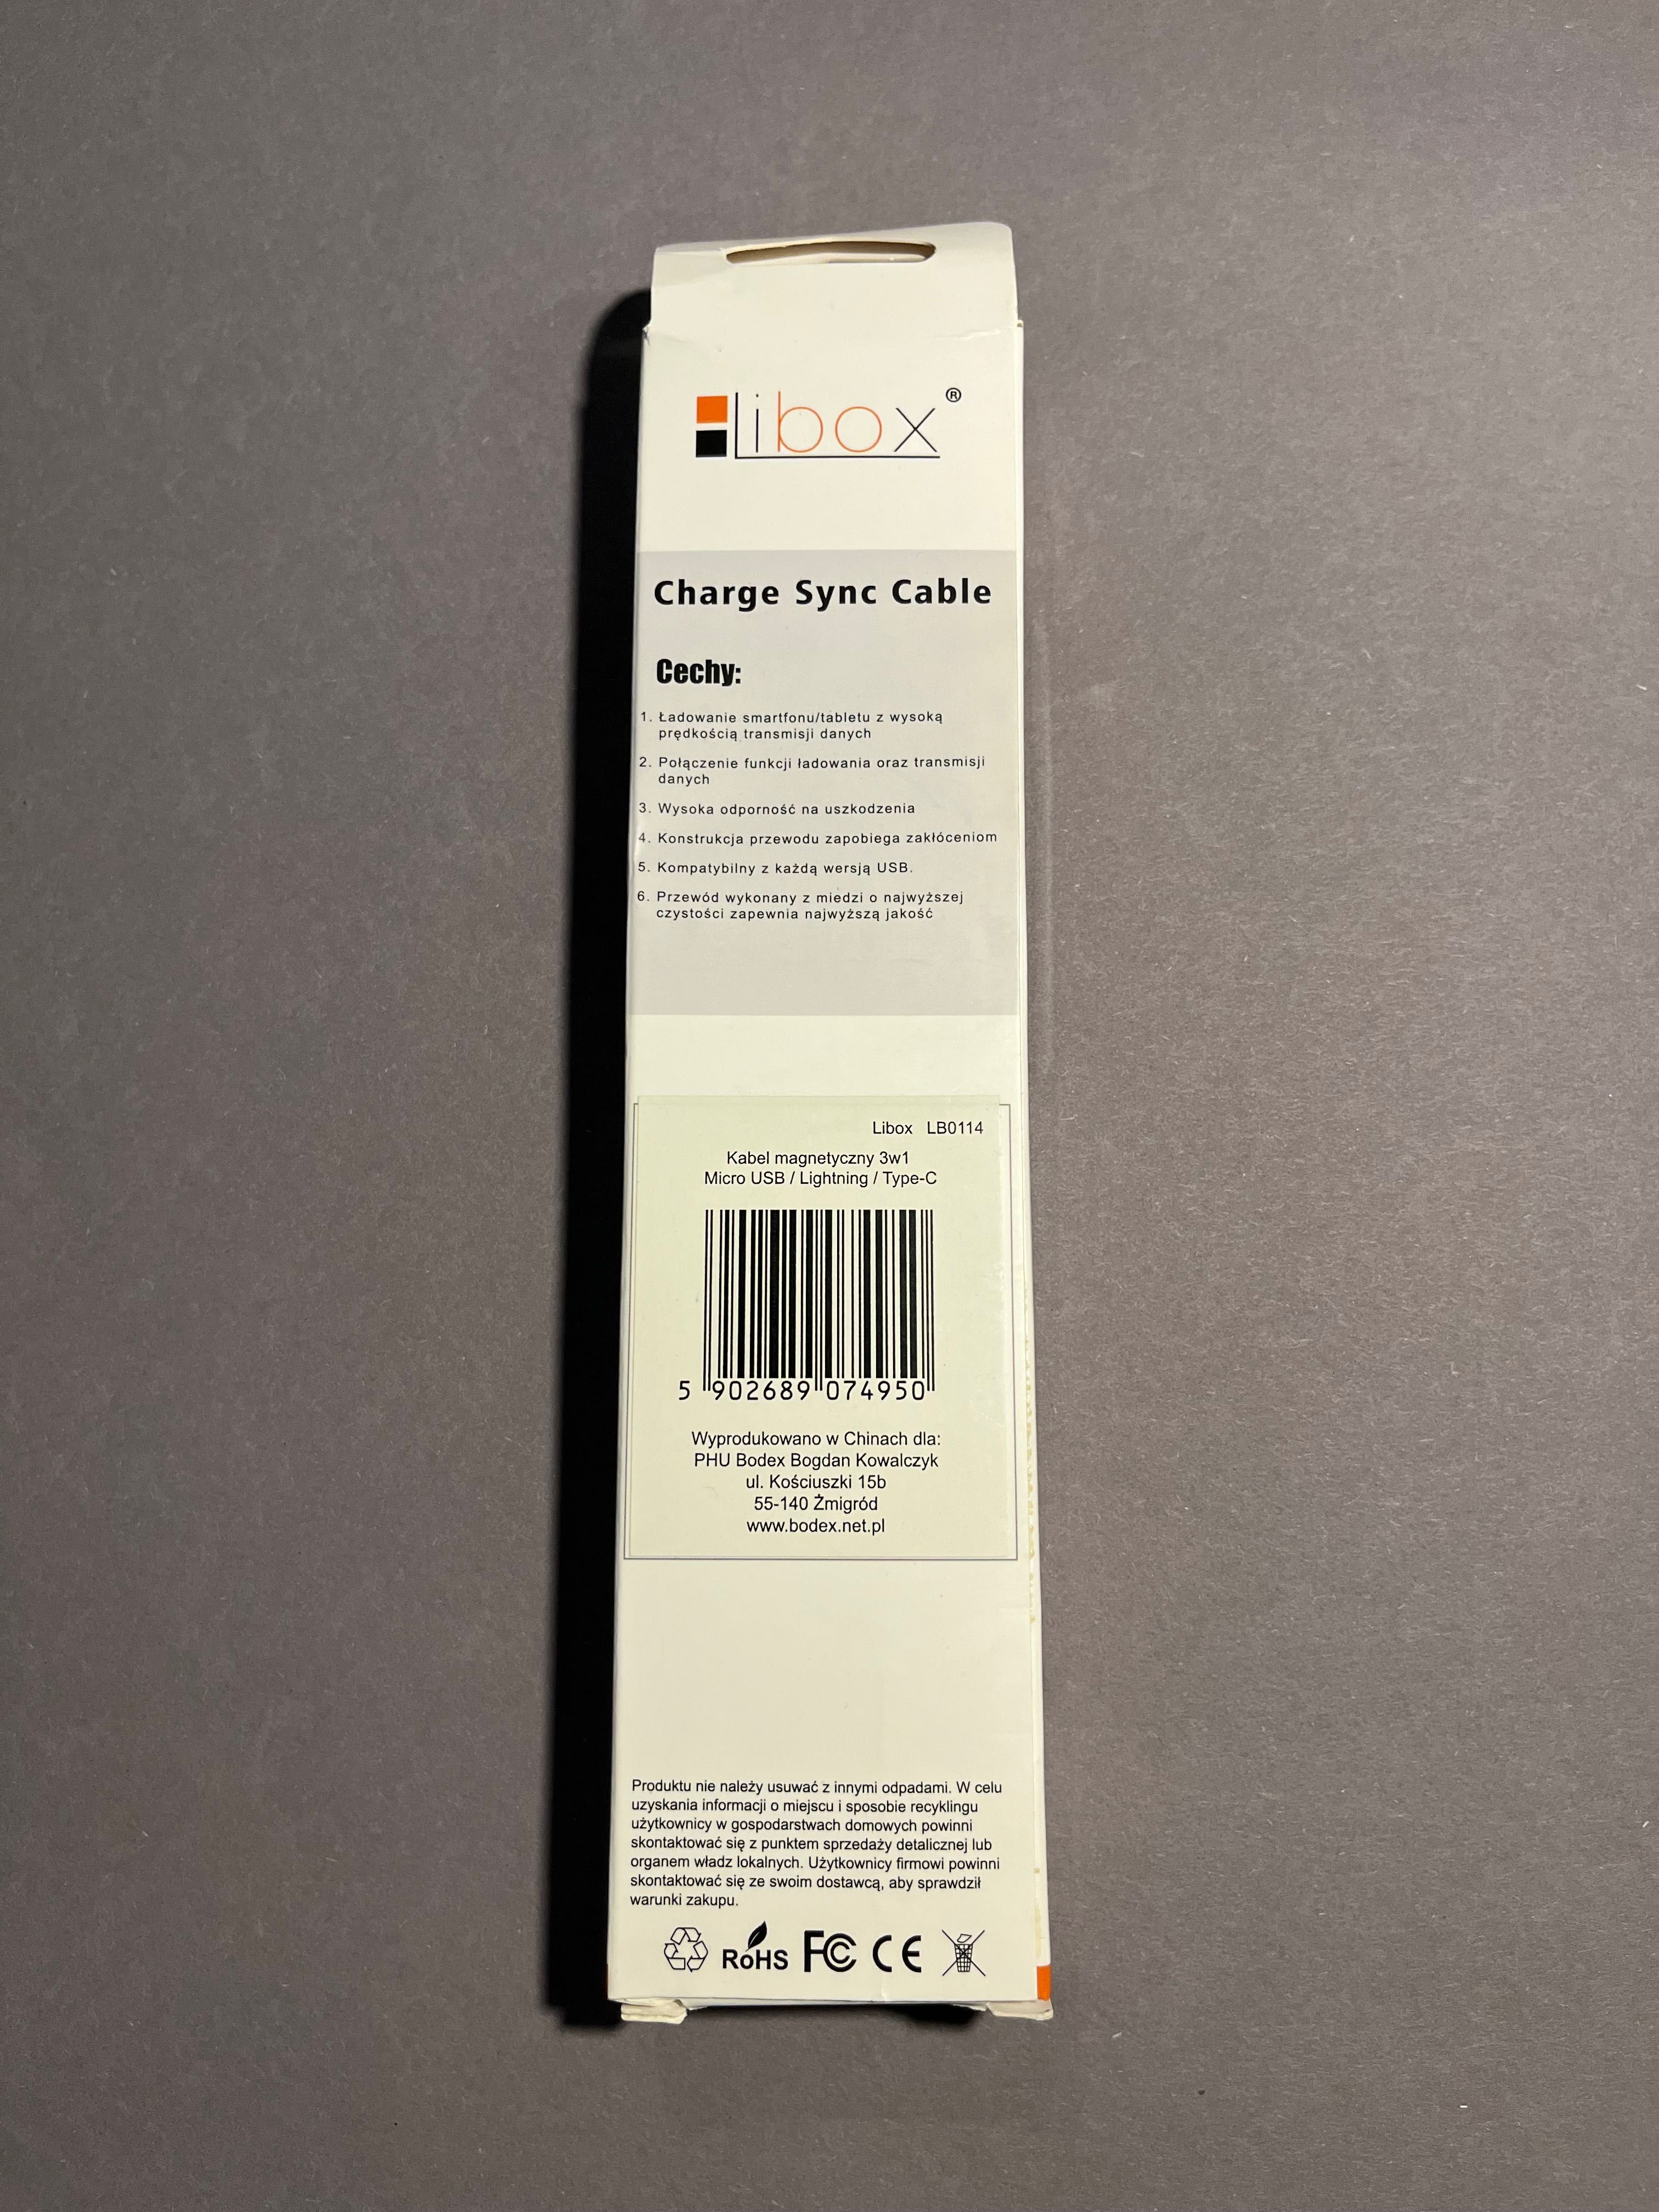 Libox®
Charge Sync Cable
Cechy:
1. Ładowanie smartfonu/tabletu z wysoką
prędkością transmisji danych
2. Połączenie funkcji ładowania oraz transmisji
danych
3. Wysoka odporność na uszkodzenia
4. Konstrukcja przewodu zapobiega zakłóceniom
5. Kompatybilny z każdą wersją USB.
6. Przewód wykonany z miedzi o najwyższej
czystości zapewnia najwyższą jakość
Libox LB0114
Kabel magnetyczny 3w1
Micro USB / Lightning / Type-C
5 902689 074950
Wyprodukowano w Chinach dla:
PHU Bodex Bogdan Kowalczyk
ul. Kościuszki 15b
55-140 Żmigród
www.bodex.net.pl
Produktu nie należy usuwać z innymi odpadami. W celu
uzyskania informacji o miejscu i sposobie recyklingu
użytkownicy w gospodarstwach domowych powinni
skontaktować się z punktem sprzedaży detalicznej lub
organem władz lokalnych. Użytkownicy firmowi powinni
skontaktować się ze swoim dostawcą, aby sprawdził
warunki zakupu.
RoHS FC CE